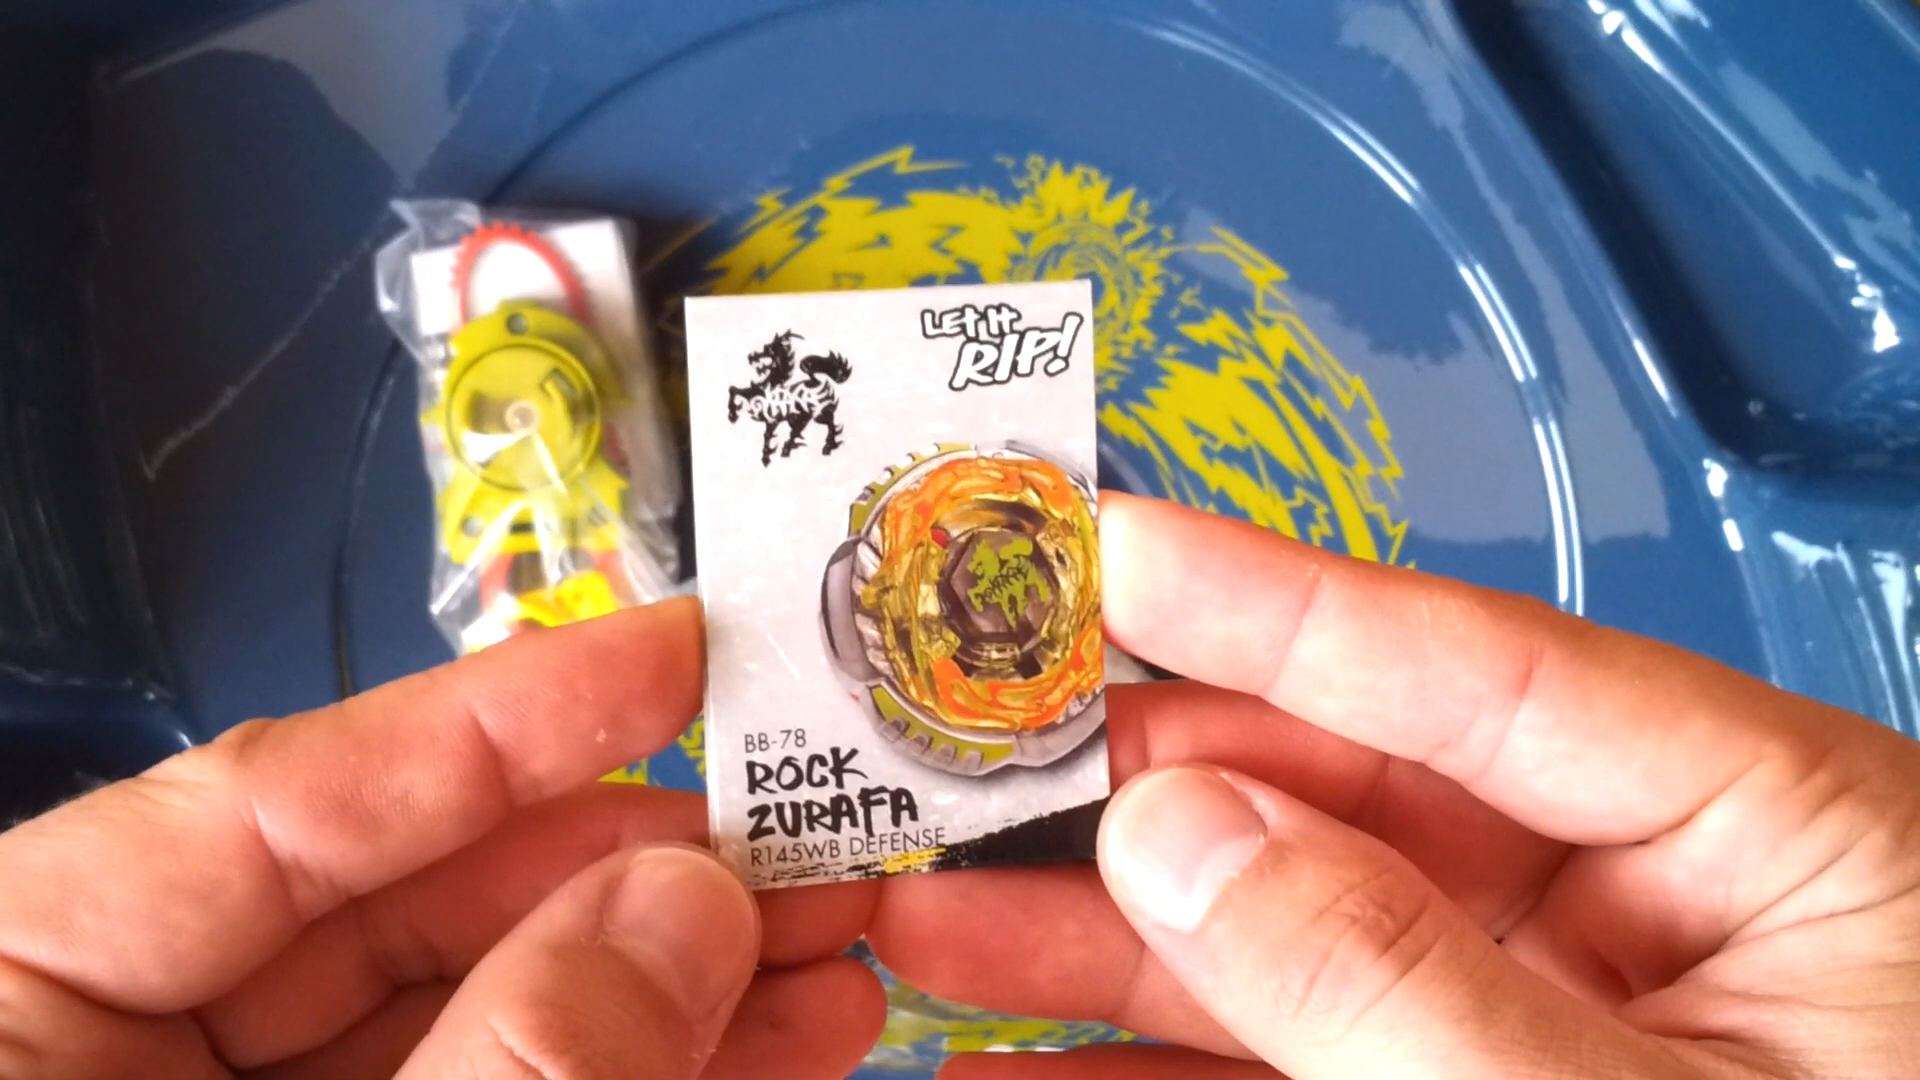 LET IT
RIP!
BB-78
ROCK
ZURAFA
R145WB DEFENSE